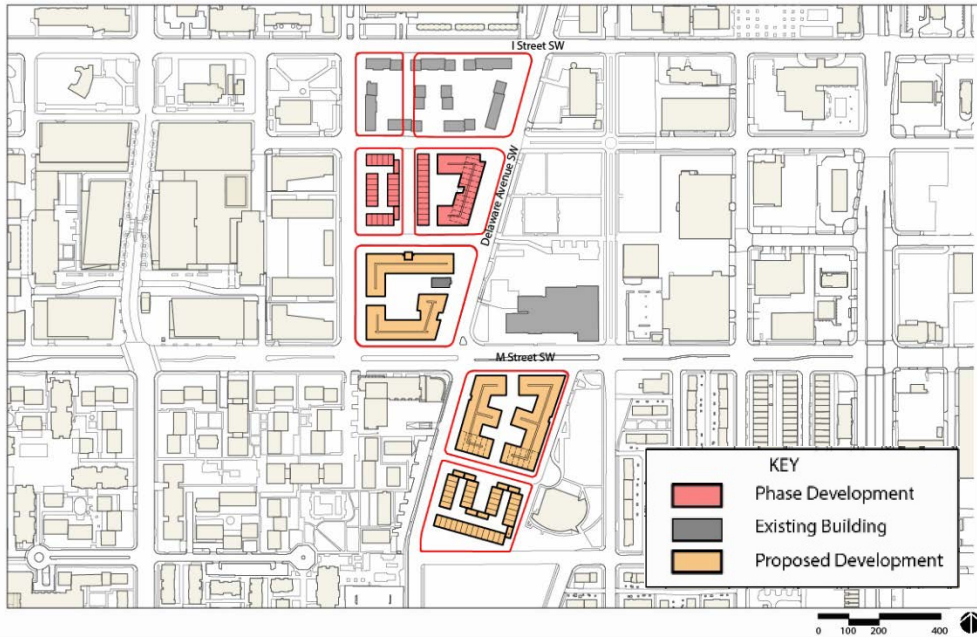 I Street SW
Delaware Avenue SW
M Street SW
KEY
Phase Development
Existing Building
Proposed Development
0 100 200 400